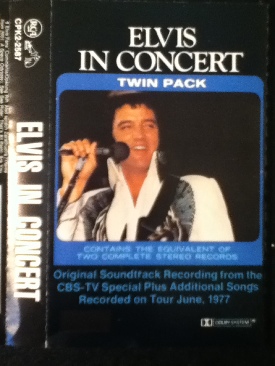 RCA
CPK2-2587
ELVIS IN CONCERT
ELVIS
IN CONCERT
TWIN PACK
CONTAINS THE EQUIVALENT OF
TWO COMPLETE STEREO RECORDS
Original Soundtrack Recording from the
CBS-TV Special Plus Additional Songs
Recorded on Tour June, 1977
DOLBY SYSTEM